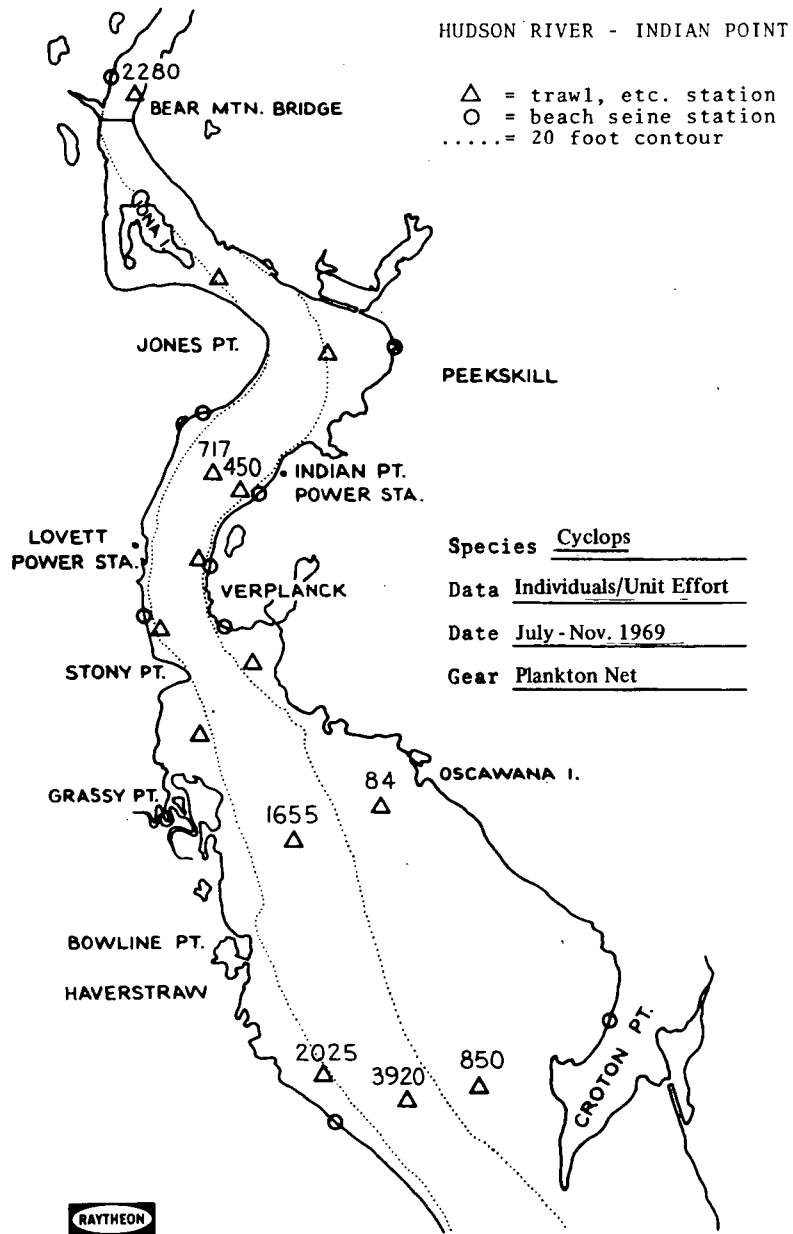 HUDSON RIVER - INDIAN POINT
△ = trawl, etc. station
○ = beach seine station
.....= 20 foot contour
2280
BEAR MTN. BRIDGE
IONA I.
JONES PT.
PEEKSKILL
717
450
INDIAN PT.
POWER STA.
LOVETT
POWER STA.
VERPLANCK
Species Cyclops
Data Individuals/Unit Effort
Date July - Nov. 1969
Gear Plankton Net
STONY PT.
OSCAWANA I.
GRASSY PT.
84
1655
BOWLINE PT.
HAVERSTRAW
CROTON PT.
2025
3920
850
RAYTHEON